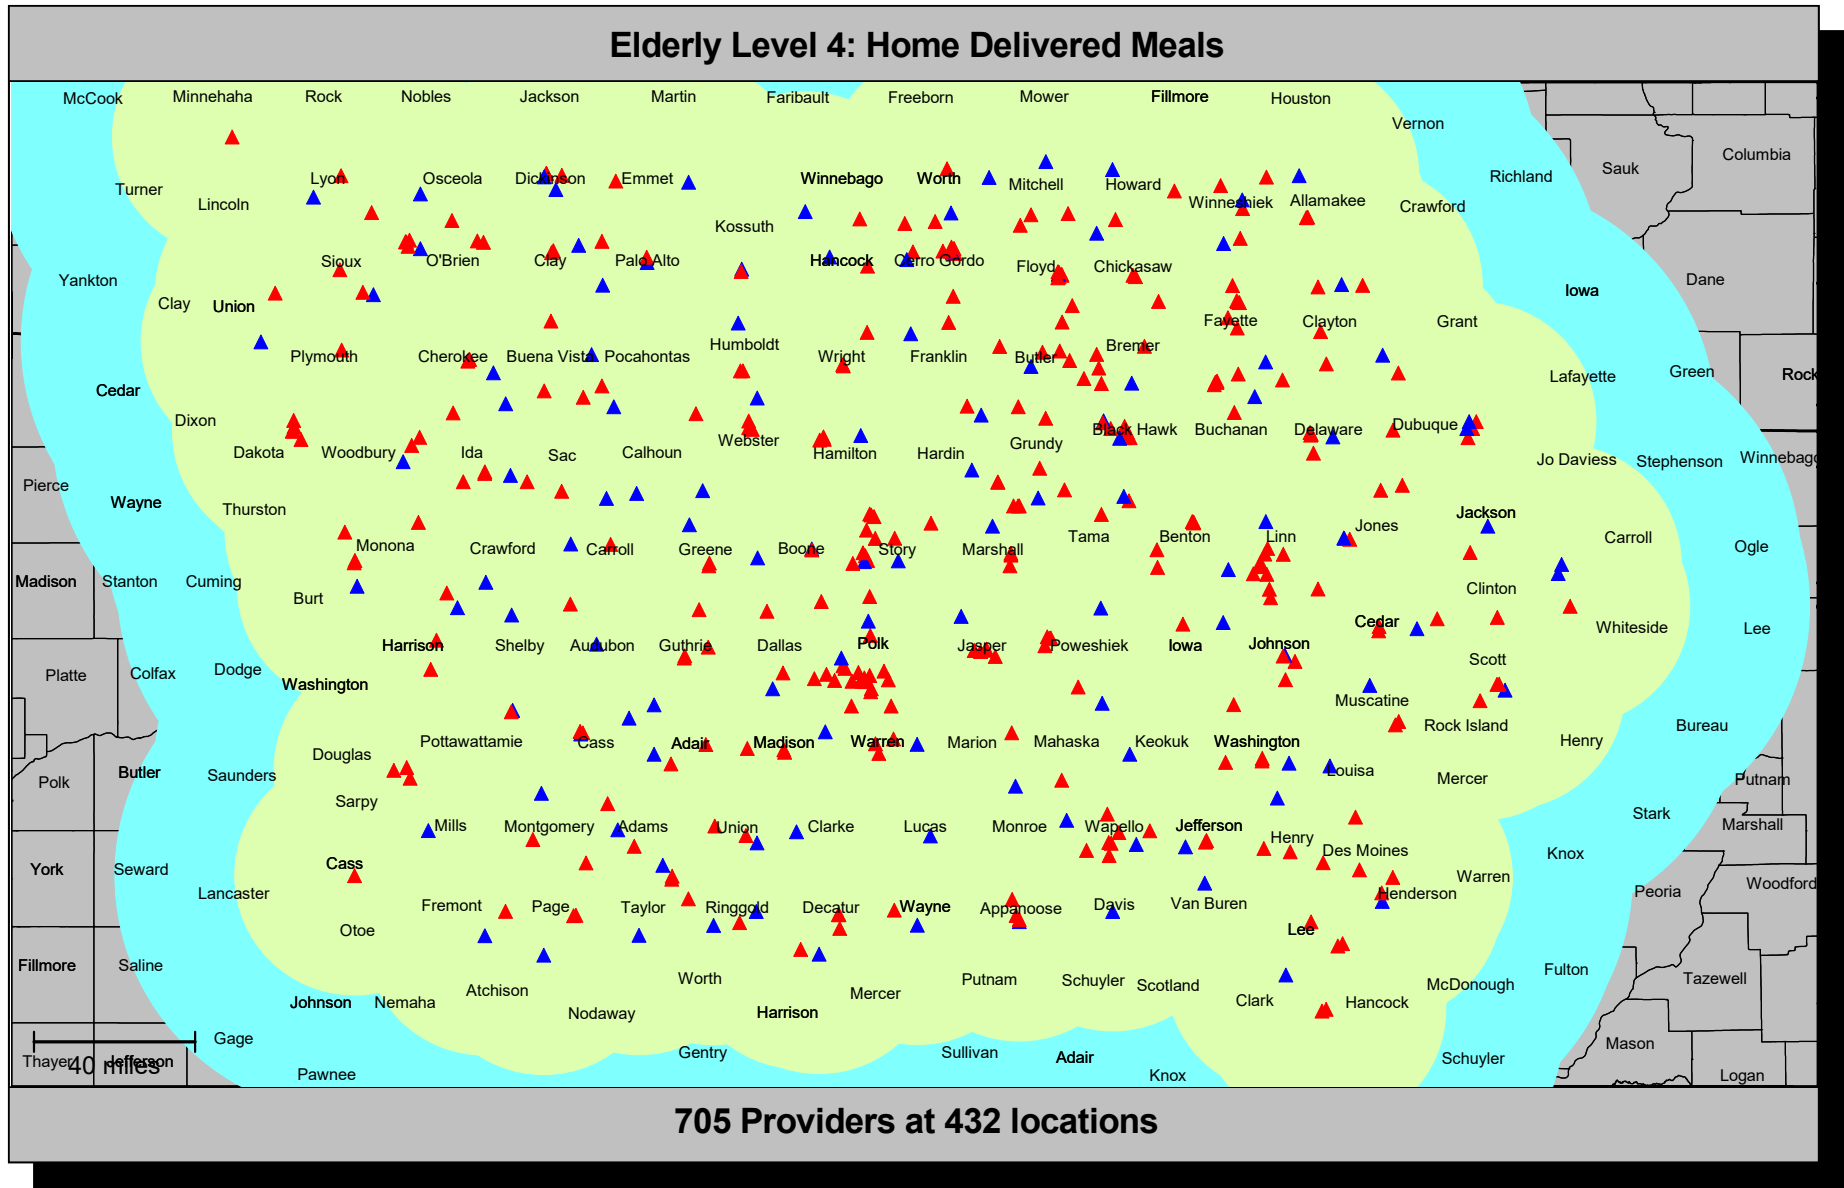 Elderly Level 4: Home Delivered Meals
McCook Minnehaha Rock Nobles Jackson Martin Faribault Freeborn Mower Fillmore Houston
Vernon
Sauk Columbia
Turner Lyon Osceola Dickinson Emmet Winnebago Worth Mitchell Howard Richland
Lincoln Kossuth Winneshiek Allamakee Crawford
Yankton Sioux O'Brien Clay Palo Alto Hancock Cerro Gordo Floyd Chickasaw Dane
Clay Union Iowa
Fayette Clayton Grant
Plymouth Cherokee Buena Vista Pocahontas Humboldt Wright Franklin Butler Bremer
Cedar Lafayette Green Rock
Dixon Webster Black Hawk Buchanan Delaware Dubuque
Dakota Woodbury Ida Sac Calhoun Hamilton Hardin Grundy Jo Daviess Stephenson Winnebago
Pierce
Wayne Thurston Jackson
Monona Crawford Carroll Greene Boone Story Marshall Tama Benton Linn Jones Carroll Ogle
Madison Stanton Cuming
Burt Clinton
Cedar Whiteside Lee
Harrison Shelby Audubon Guthrie Dallas Polk Jasper Poweshiek Iowa Johnson
Platte Colfax Dodge Scott
Washington Muscatine
Rock Island Bureau
Douglas Pottawattamie Cass Adair Madison Warren Marion Mahaska Keokuk Washington Henry
Polk Butler Saunders Louisa Mercer Putnam
Sarpy Stark
Mills Montgomery Adams Union Clarke Lucas Monroe Wapello Jefferson Henry Marshall
York Seward Cass Des Moines Knox
Lancaster Warren Peoria Woodford
Fremont Page Taylor Ringgold Decatur Wayne Appanoose Davis Van Buren Henderson
Otoe Lee
Fillmore Saline Worth Putnam Schuyler Scotland Fulton Tazewell
Johnson Nemaha Atchison Mercer Clark Hancock McDonough
Nodaway Harrison
Gage Gentry Sullivan Adair Schuyler Mason
Thayer Jefferson
40 miles
Pawnee Knox Logan
705 Providers at 432 locations